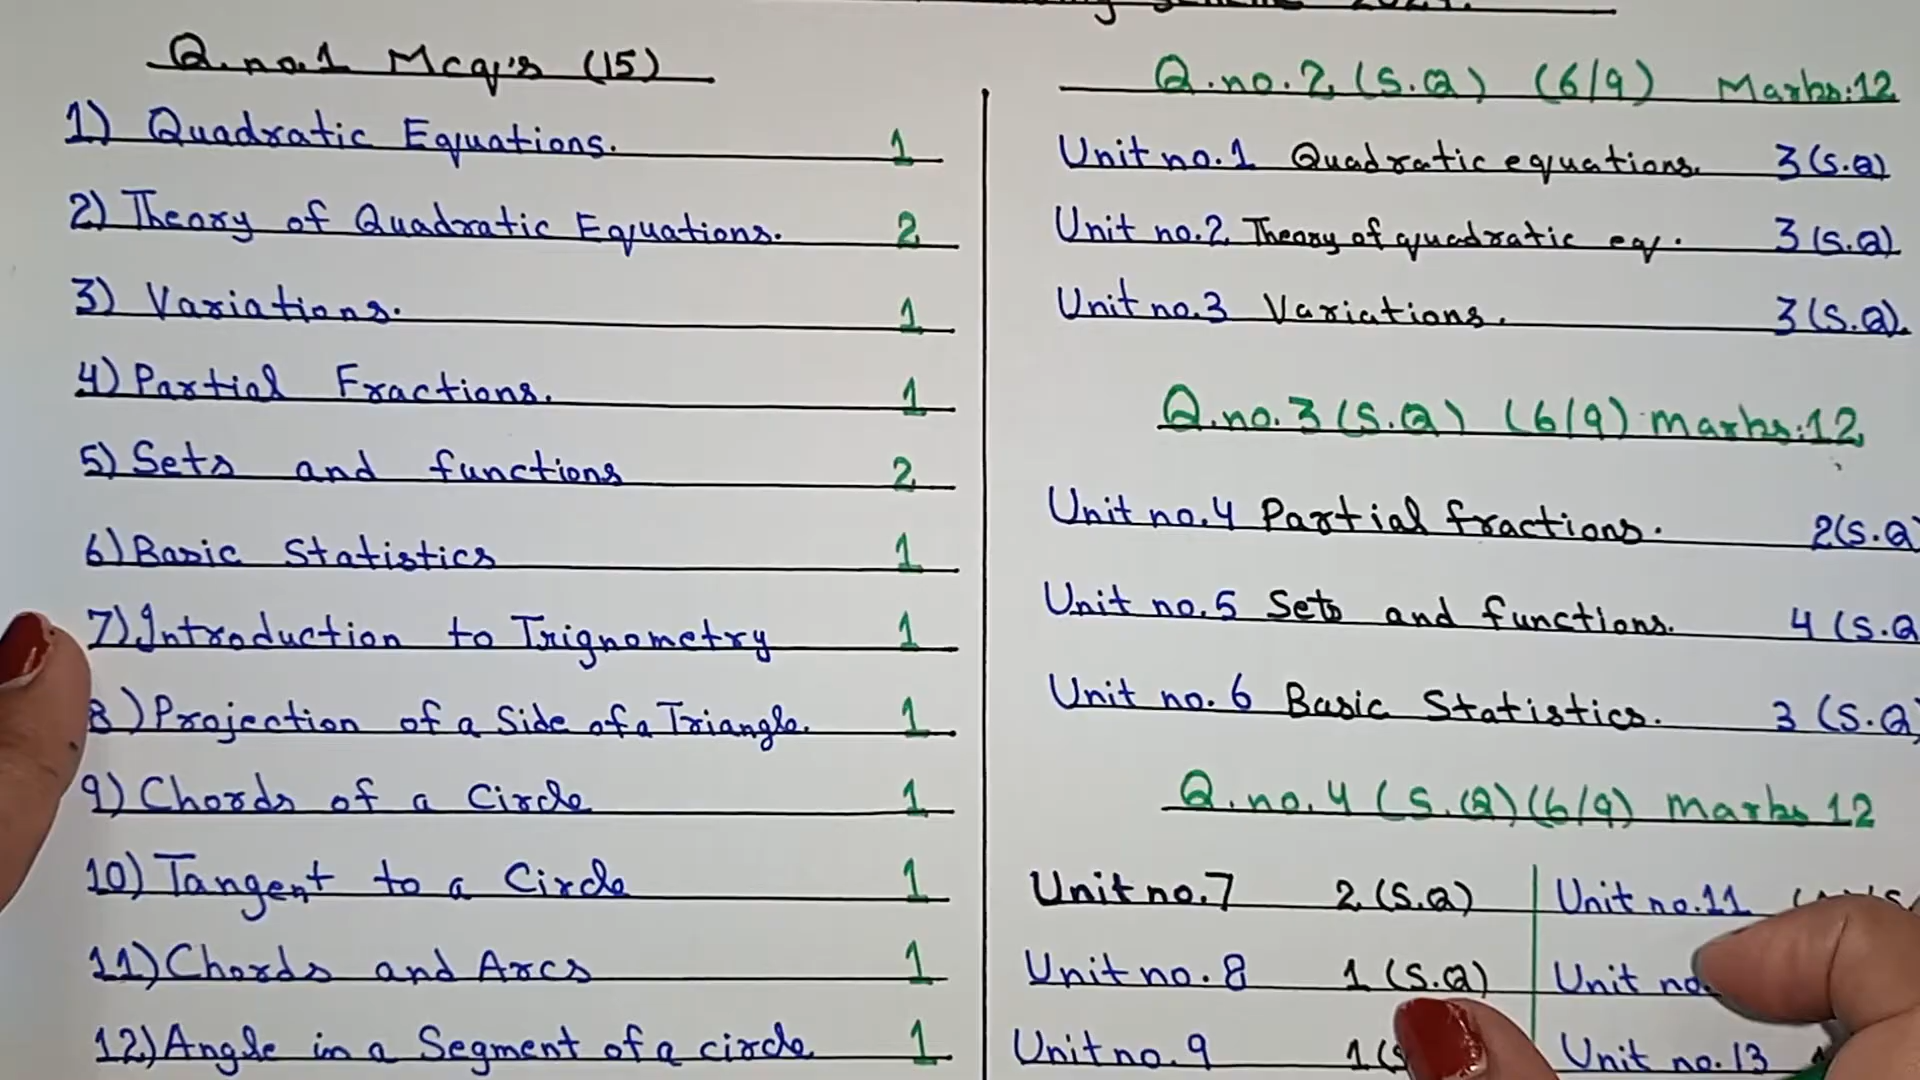 scheme 2024.
Q.no.1 Mcq's (15)
1) Quadratic Equations. 1
2) Theory of Quadratic Equations. 2
3) Variations. 1
4) Partial Fractions. 1
5) Sets and functions 2
6) Basic Statistics 1
7) Introduction to Trignometry 1
8) Projection of a Side of a Triangle. 1
9) Chords of a Circle 1
10) Tangent to a Circle 1
11) Chords and Arcs 1
12) Angle in a Segment of a circle 1
Q.no.2 (S.Q) (6/9) Marks:12
Unit no.1 Quadratic equations. 3(S.Q)
Unit no.2 Theory of quadratic eq. 3(S.Q)
Unit no.3 Variations. 3(S.Q).
Q.no.3 (S.Q) (6/9) Marks:12
Unit no.4 Partial fractions. 2(S.Q)
Unit no.5 Sets and functions. 4 (S.Q
Unit no.6 Basic Statistics. 3 (S.Q)
Q.no.4 (S.Q) (6/9) Marks 12
Unit no.7 2 (S.Q)
Unit no.8 1 (S.Q)
Unit no.9 1(S
Unit no.11
Unit no.
Unit no.13